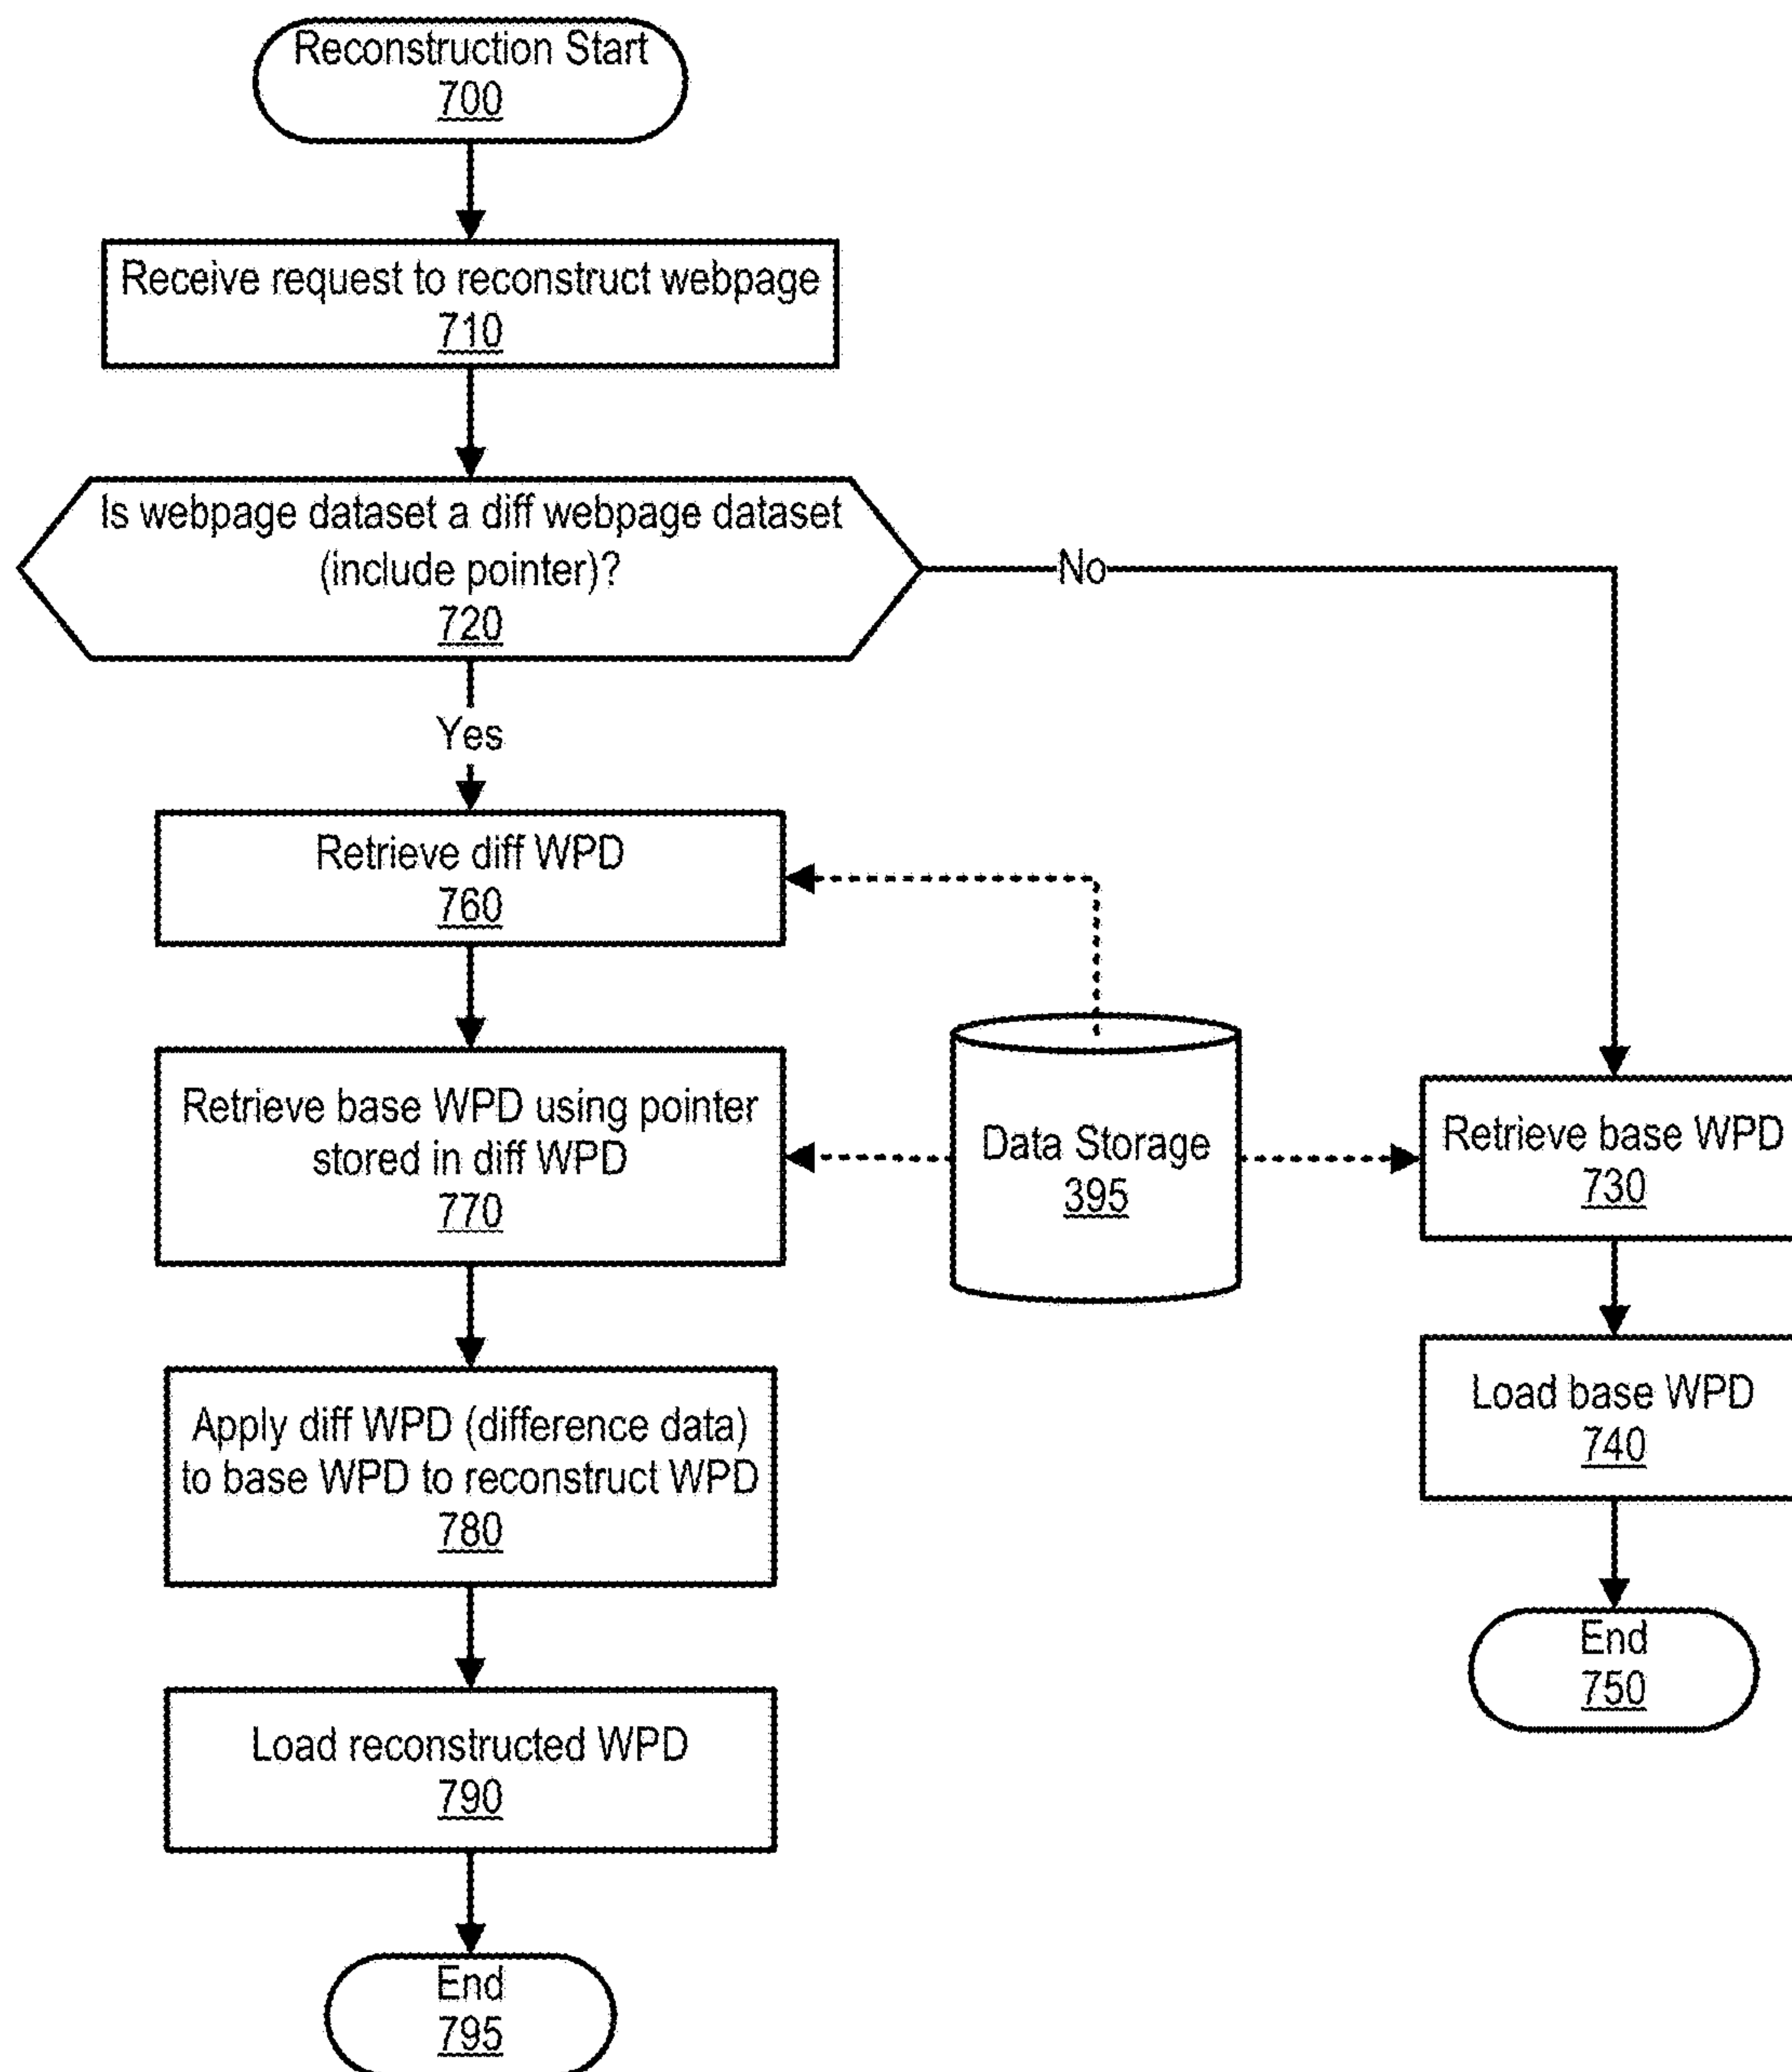 Reconstruction Start
700
Receive request to reconstruct webpage
710
Is webpage dataset a diff webpage dataset
(include pointer)?
720
No
Yes
Retrieve diff WPD
760
Retrieve base WPD using pointer
stored in diff WPD
770
Data Storage
395
Retrieve base WPD
730
Apply diff WPD (difference data)
to base WPD to reconstruct WPD
780
Load base WPD
740
Load reconstructed WPD
790
End
750
End
795